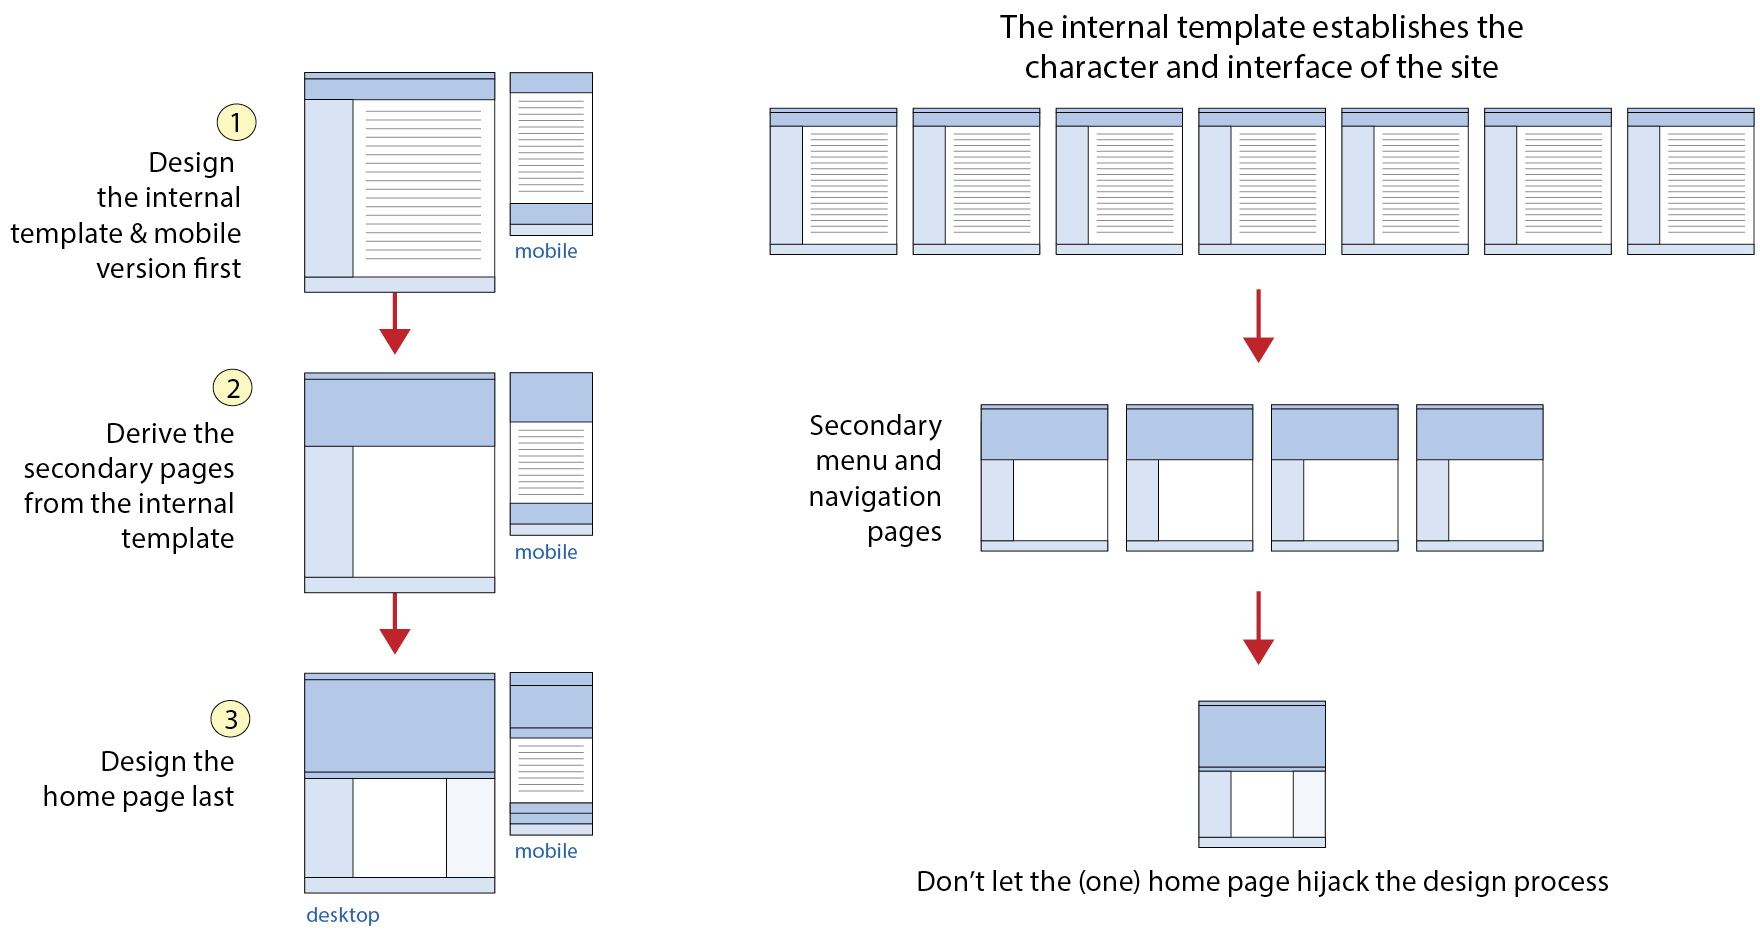 1
Design
the internal
template & mobile
version first
mobile
2
Derive the
secondary pages
from the internal
template
mobile
3
Design the
home page last
mobile
desktop
The internal template establishes the
character and interface of the site
Secondary
menu and
navigation
pages
Don’t let the (one) home page hijack the design process